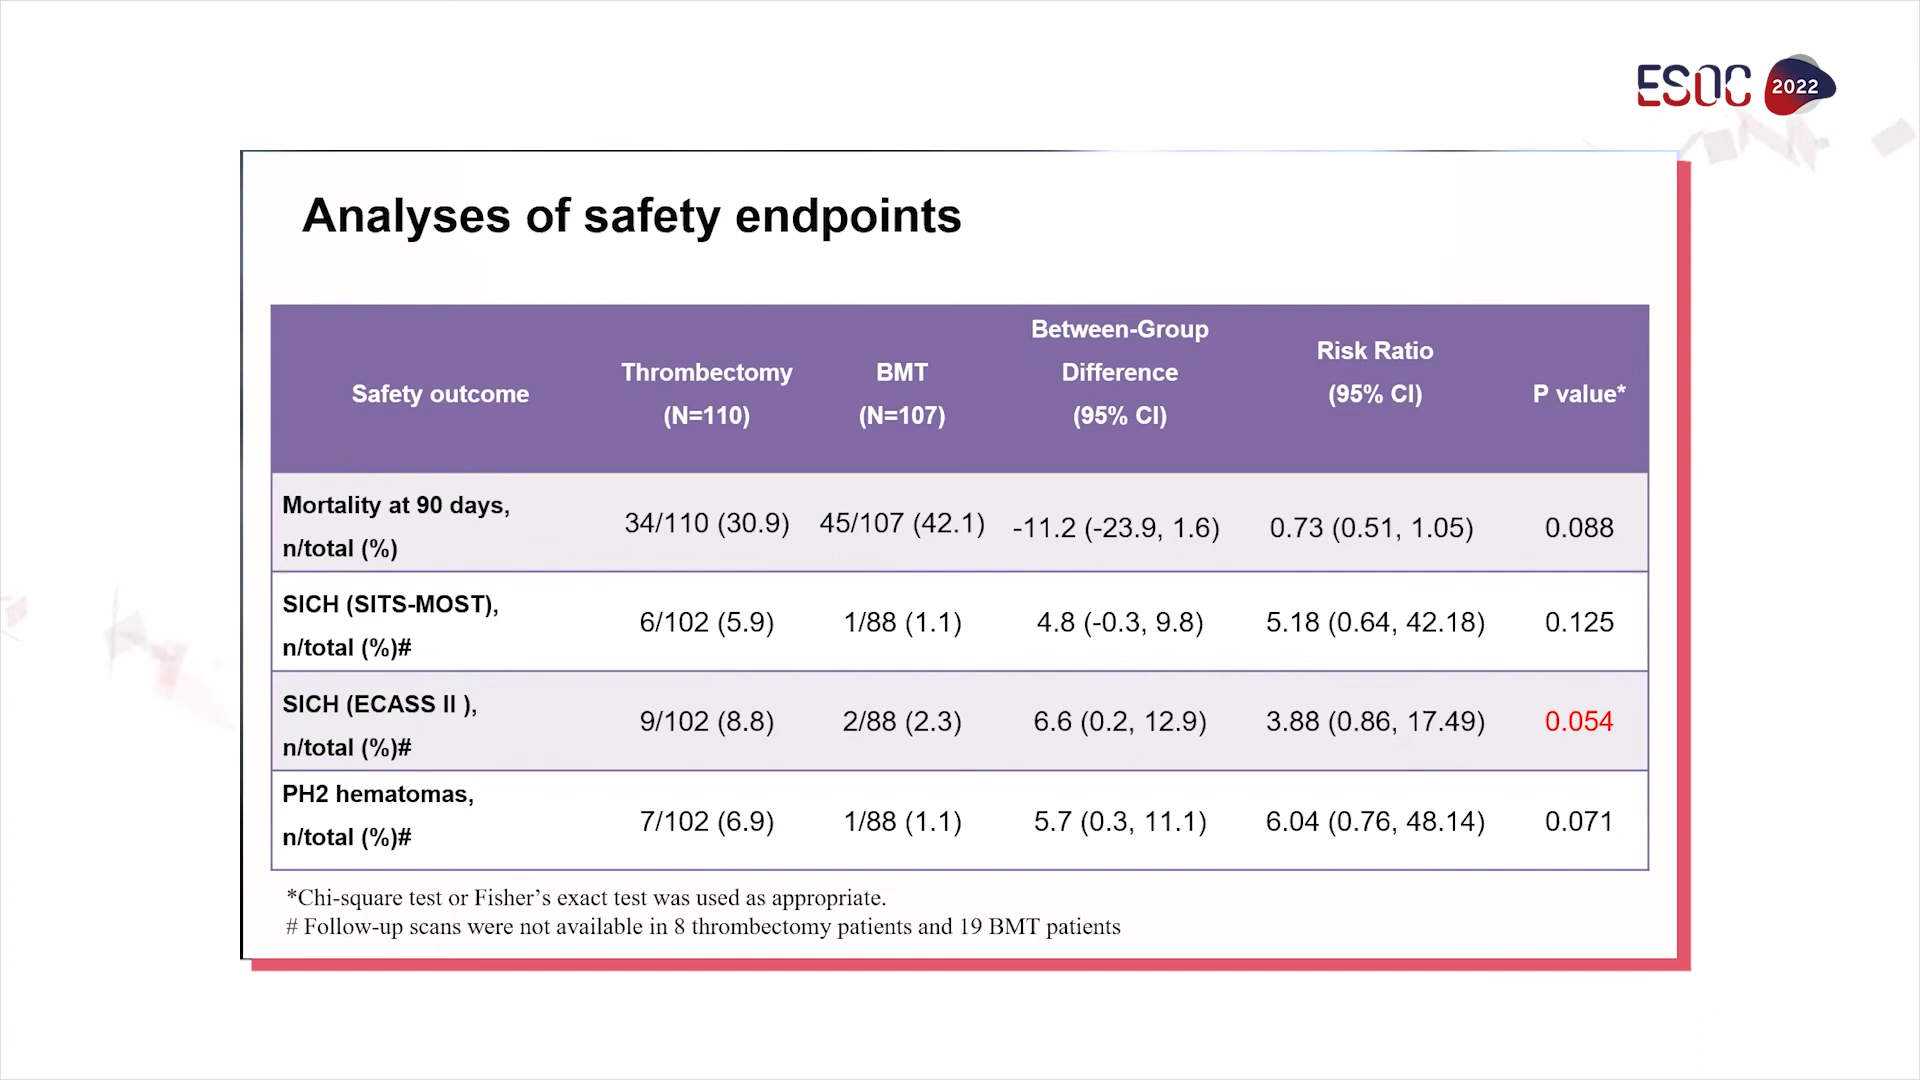 ESOC 2022
Analyses of safety endpoints
Safety outcome
Thrombectomy
(N=110)
BMT
(N=107)
Between-Group
Difference
(95% CI)
Risk Ratio
(95% CI)
P value*
Mortality at 90 days,
n/total (%)
34/110 (30.9)
45/107 (42.1)
-11.2 (-23.9, 1.6)
0.73 (0.51, 1.05)
0.088
SICH (SITS-MOST),
n/total (%)#
6/102 (5.9)
1/88 (1.1)
4.8 (-0.3, 9.8)
5.18 (0.64, 42.18)
0.125
SICH (ECASS II ),
n/total (%)#
9/102 (8.8)
2/88 (2.3)
6.6 (0.2, 12.9)
3.88 (0.86, 17.49)
0.054
PH2 hematomas,
n/total (%)#
7/102 (6.9)
1/88 (1.1)
5.7 (0.3, 11.1)
6.04 (0.76, 48.14)
0.071
*Chi-square test or Fisher’s exact test was used as appropriate.
# Follow-up scans were not available in 8 thrombectomy patients and 19 BMT patients